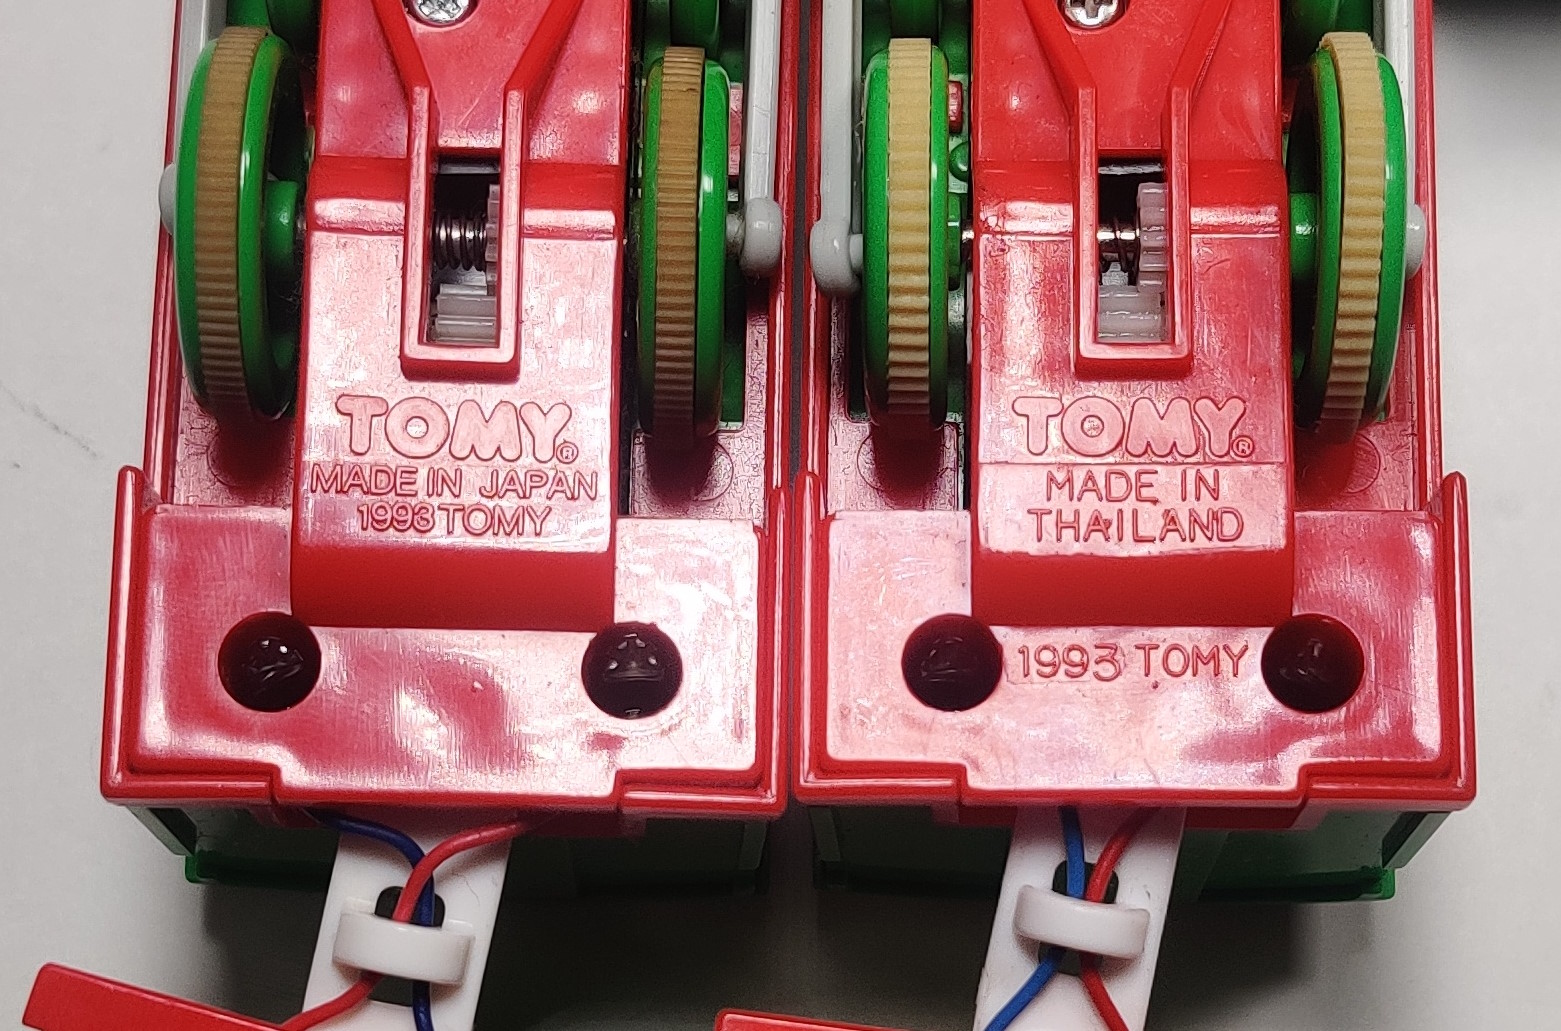 TOMY®
MADE IN JAPAN
1993 TOMY
TOMY®
MADE IN
THAILAND
1993 TOMY